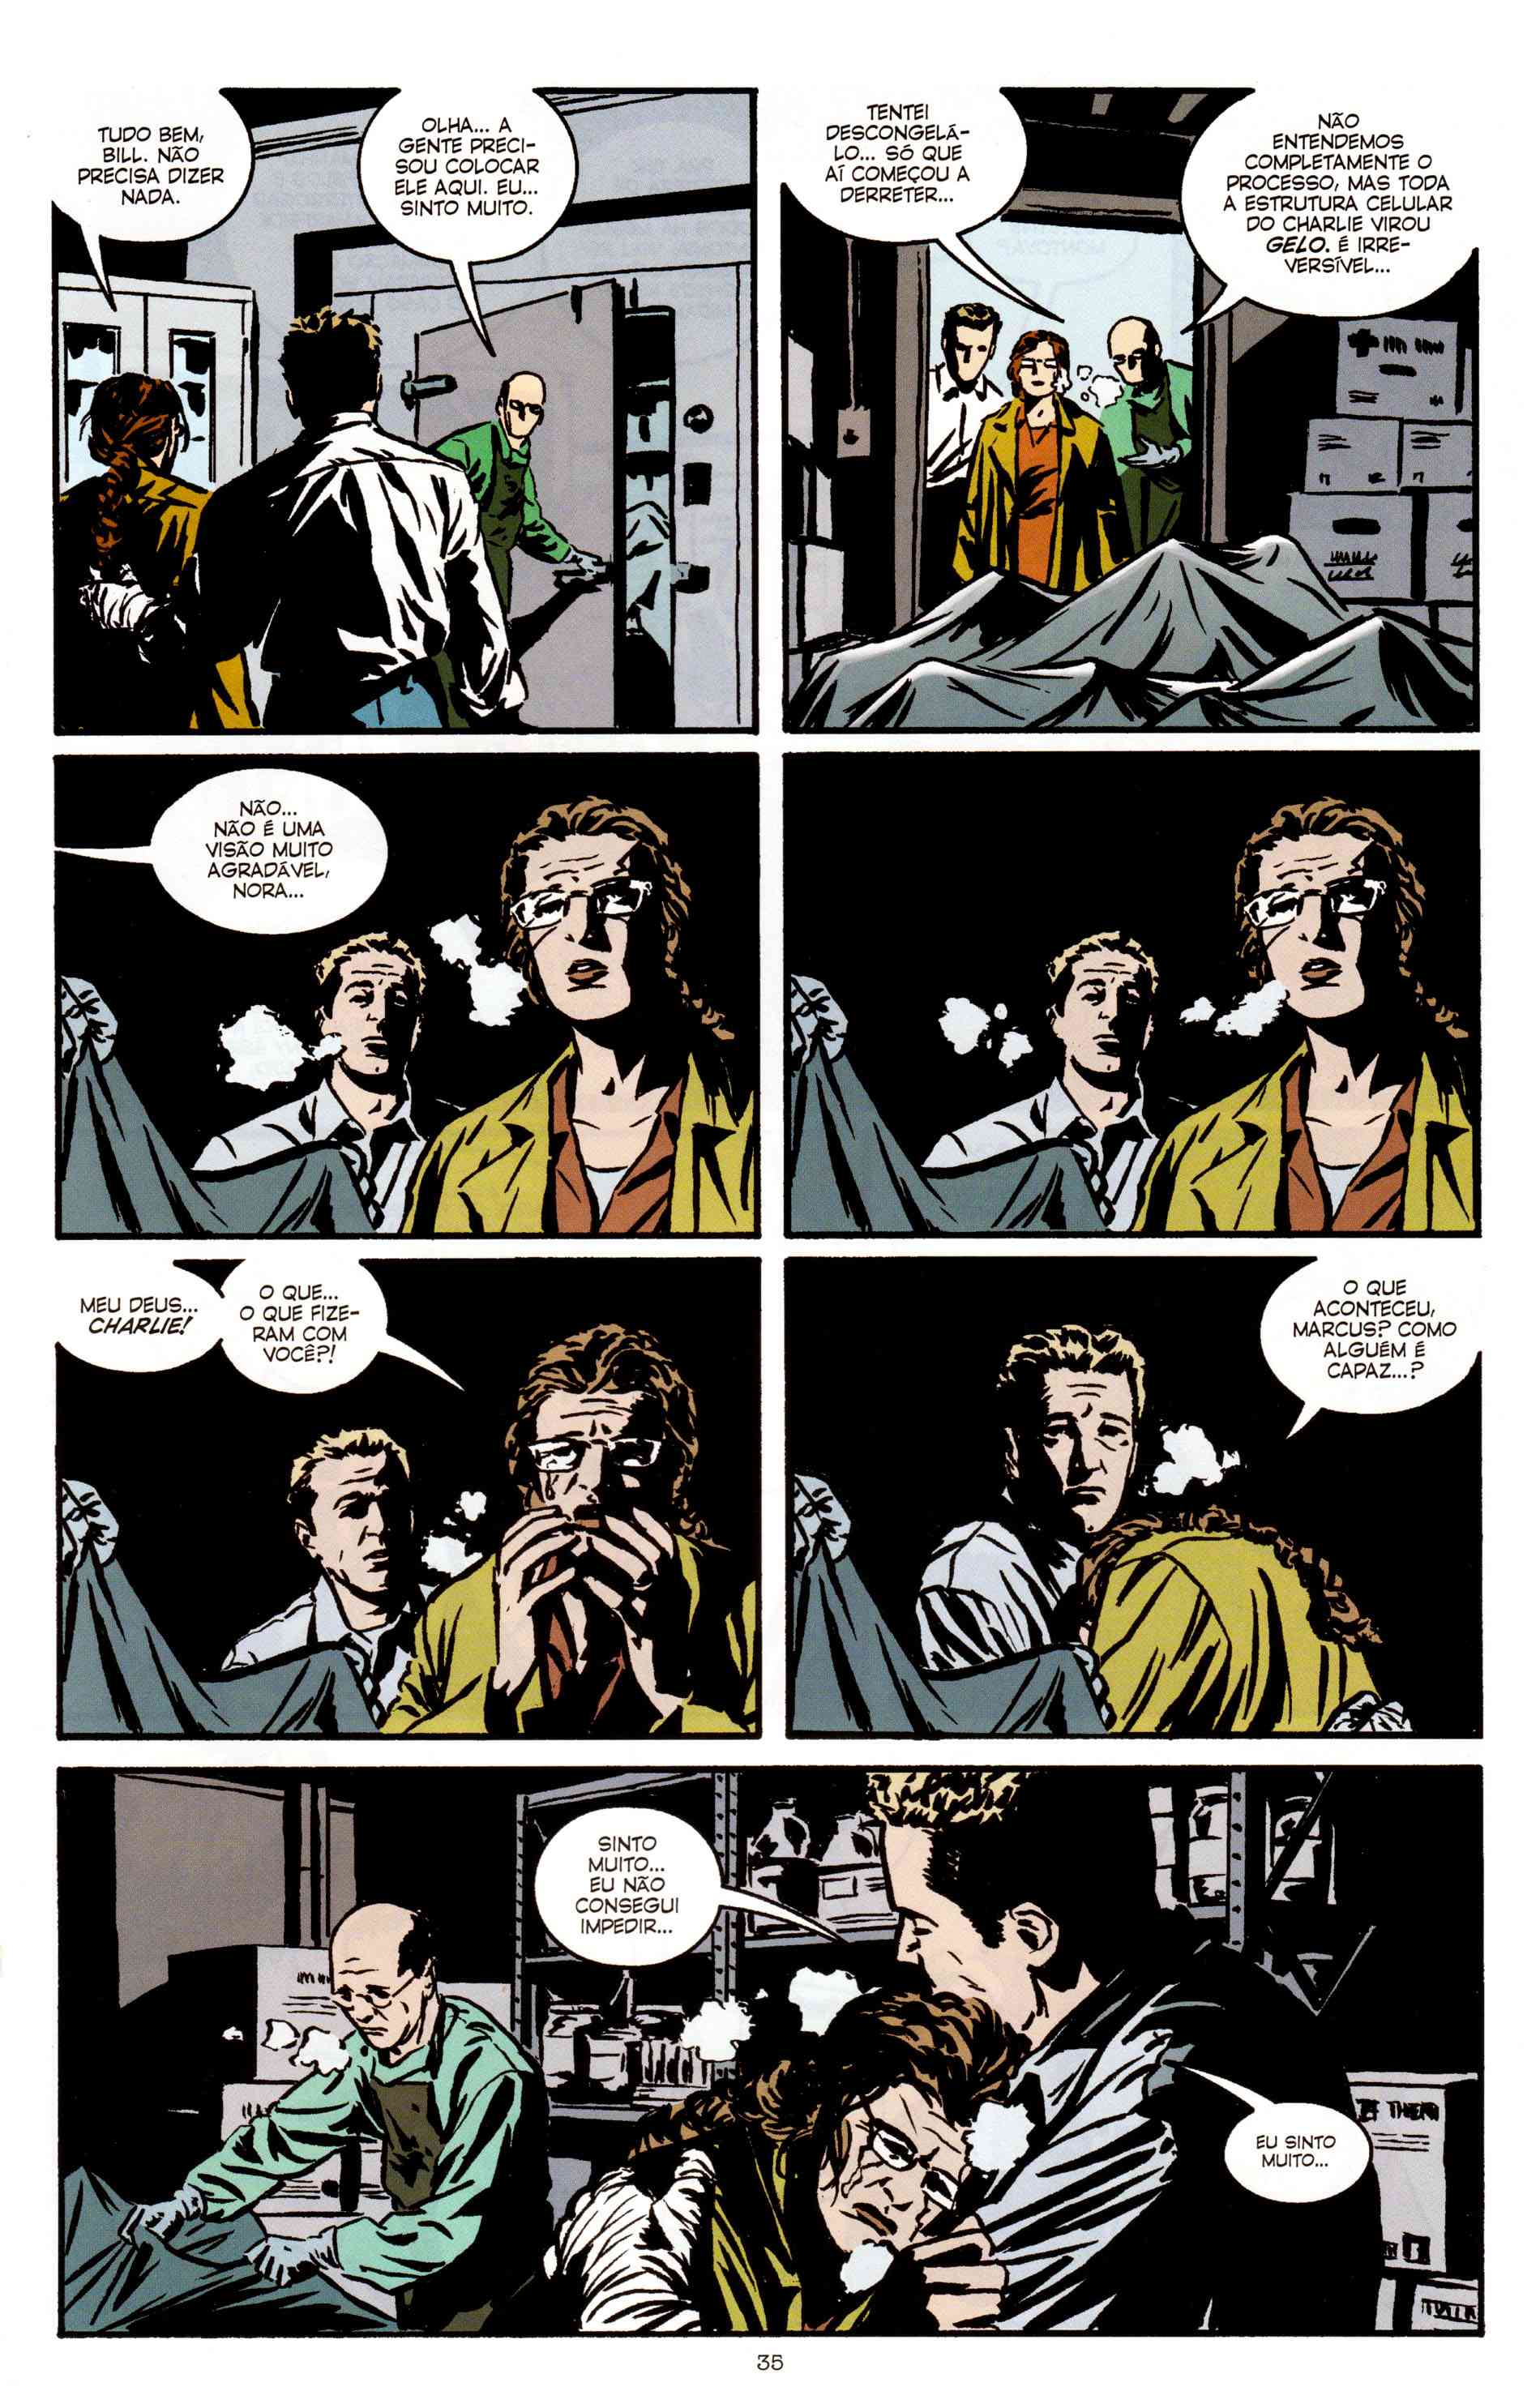 TUDO BEM,
BILL. NÃO
PRECISA DIZER
NADA.
OLHA... A
GENTE PRECI-
SOU COLOCAR
ELE AQUI. EU...
SINTO MUITO.
TENTEI
DESCONGELÁ-
LO... SÓ QUE
AÍ COMEÇOU A
DERRETER...
NÃO
ENTENDEMOS
COMPLETAMENTE O
PROCESSO, MAS TODA
A ESTRUTURA CELULAR
DO CHARLIE VIROU
GELO. É IRRE-
VERSÍVEL...
NÃO...
NÃO É UMA
VISÃO MUITO
AGRADÁVEL,
NORA...
MEU DEUS...
CHARLIE!
O QUE...
O QUE FIZE-
RAM COM
VOCÊ?!
O QUE
ACONTECEU,
MARCUS? COMO
ALGUÉM É
CAPAZ...?
SINTO
MUITO...
EU NÃO
CONSEGUI
IMPEDIR...
EU SINTO
MUITO...
35